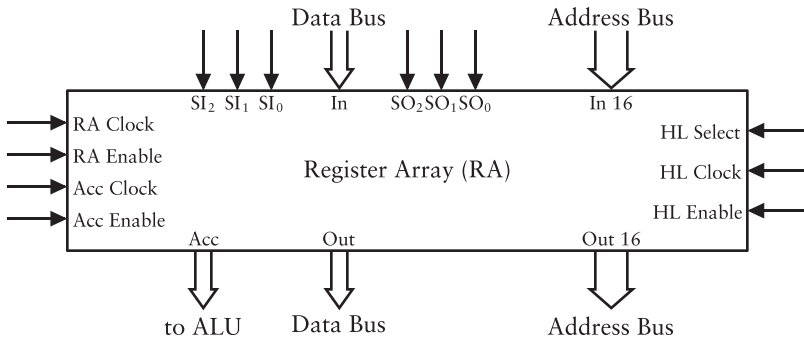 Data Bus Address Bus
SI₂ SI₁ SI₀ In SO₂ SO₁ SO₀ In 16
RA Clock
HL Select
RA Enable
Register Array (RA)
HL Clock
Acc Clock
HL Enable
Acc Enable
Acc Out Out 16
to ALU Data Bus Address Bus